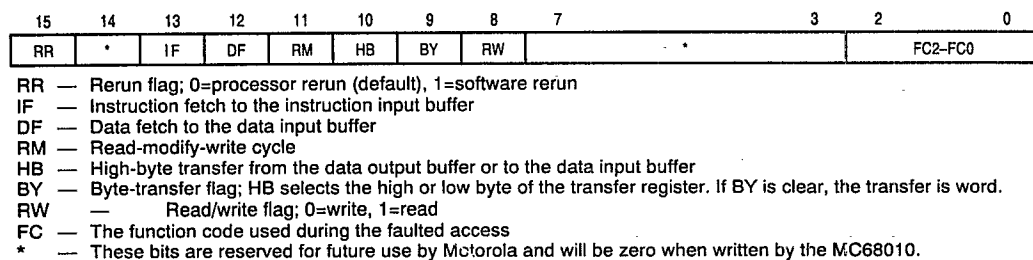 15 14 13 12 11 10 9 8 7 3 2 0
RR * IF DF RM HB BY RW * FC2–FC0
RR — Rerun flag; 0=processor rerun (default), 1=software rerun
IF — Instruction fetch to the instruction input buffer
DF — Data fetch to the data input buffer
RM — Read-modify-write cycle
HB — High-byte transfer from the data output buffer or to the data input buffer
BY — Byte-transfer flag; HB selects the high or low byte of the transfer register. If BY is clear, the transfer is word.
RW — Read/write flag; 0=write, 1=read
FC — The function code used during the faulted access
* — These bits are reserved for future use by Motorola and will be zero when written by the MC68010.